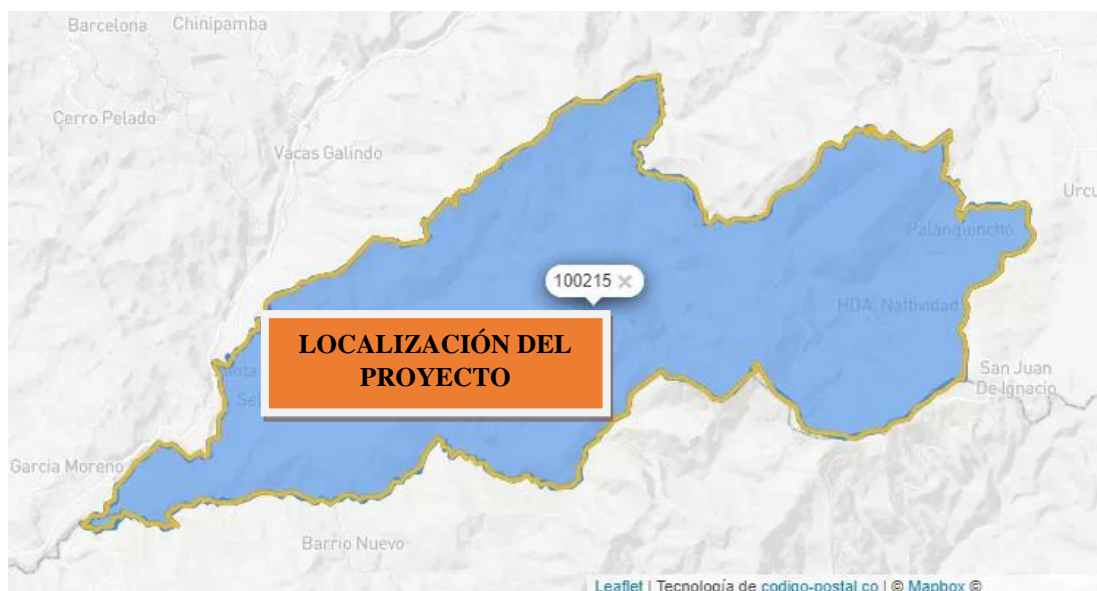 Barcelona
Chinipamba
Cerro Pelado
Vacas Galindo
Urcu
Palanguincho
100215 ×
HDA. Nattividad
LOCALIZACIÓN DEL
PROYECTO
San Juan
De Ignacio
Garcia Moreno
Barrio Nuevo
Leaflet | Tecnología de codigo-postal.co | © Mapbox ©